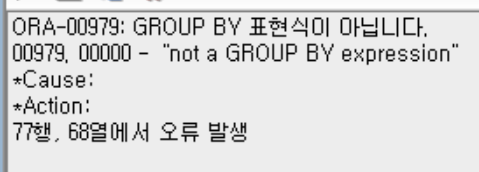 ORA-00979: GROUP BY 표현식이 아닙니다.
00979, 00000 -  "not a GROUP BY expression"
*Cause:
*Action:
77행, 68열에서 오류 발생